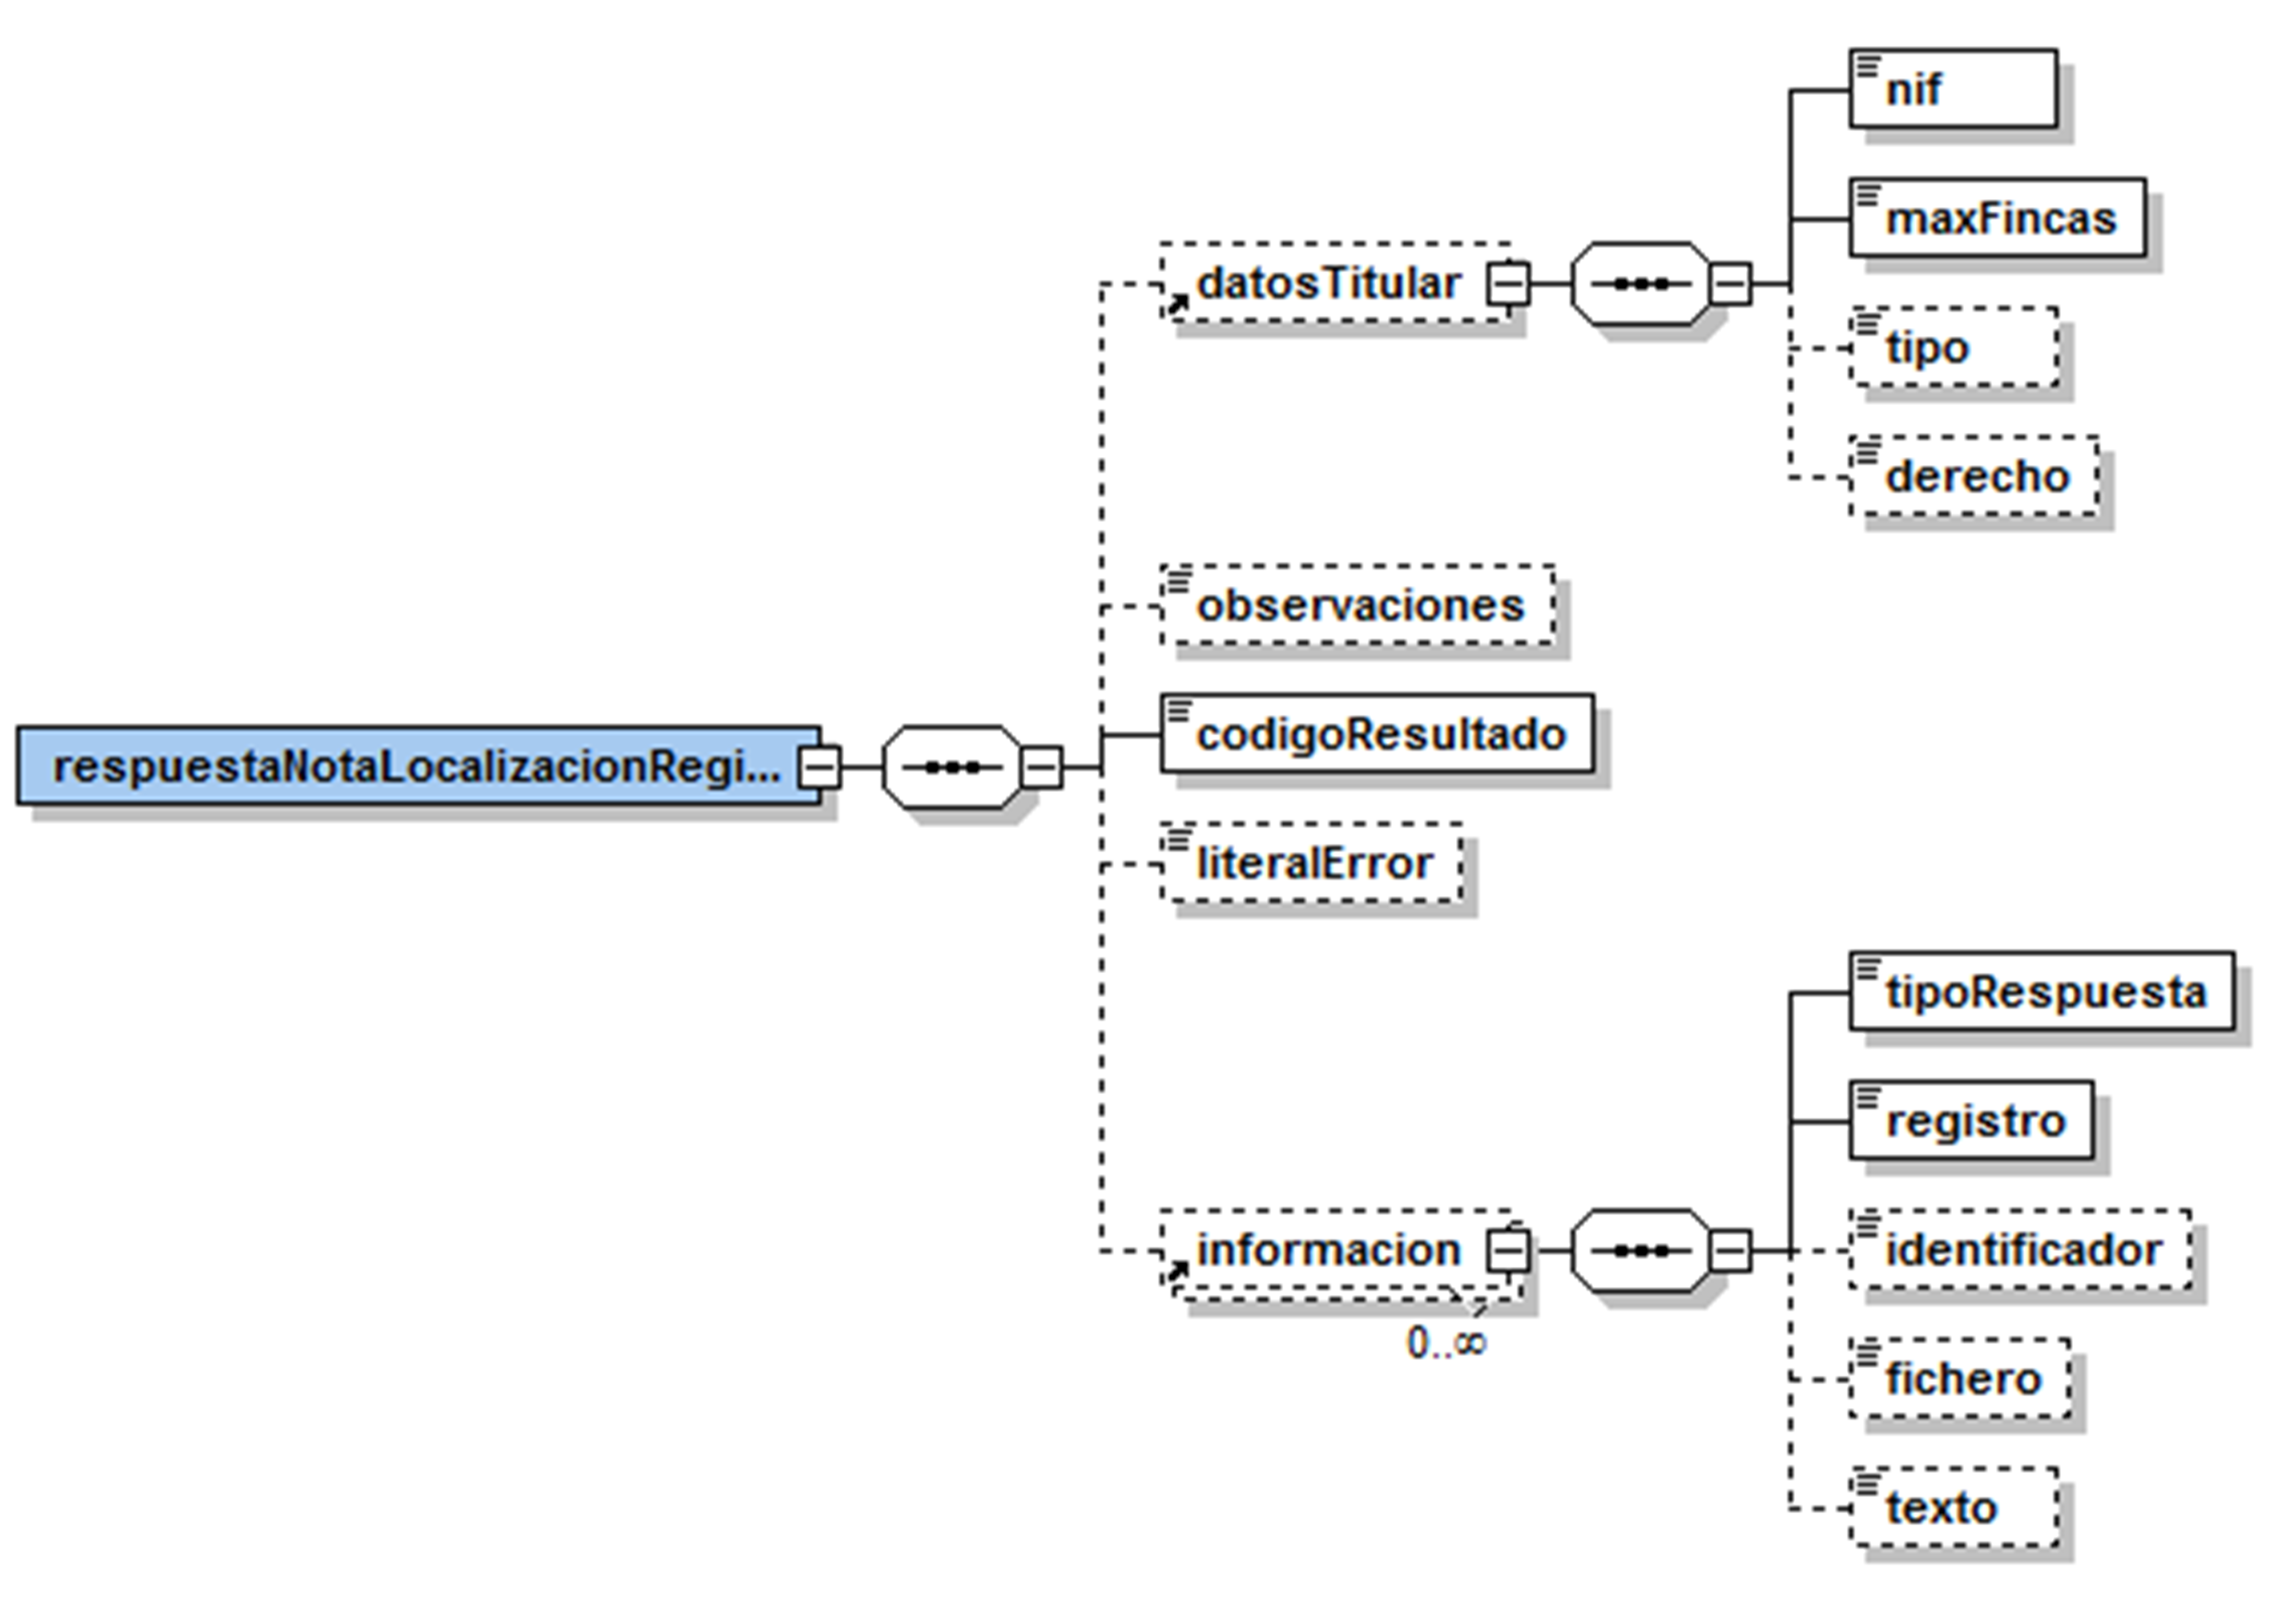 nif
maxFincas
datosTitular
tipo
derecho
observaciones
codigoResultado
respuestaNotaLocalizacionRegi...
literalError
tipoRespuesta
registro
informacion
identificador
0..∞
fichero
texto